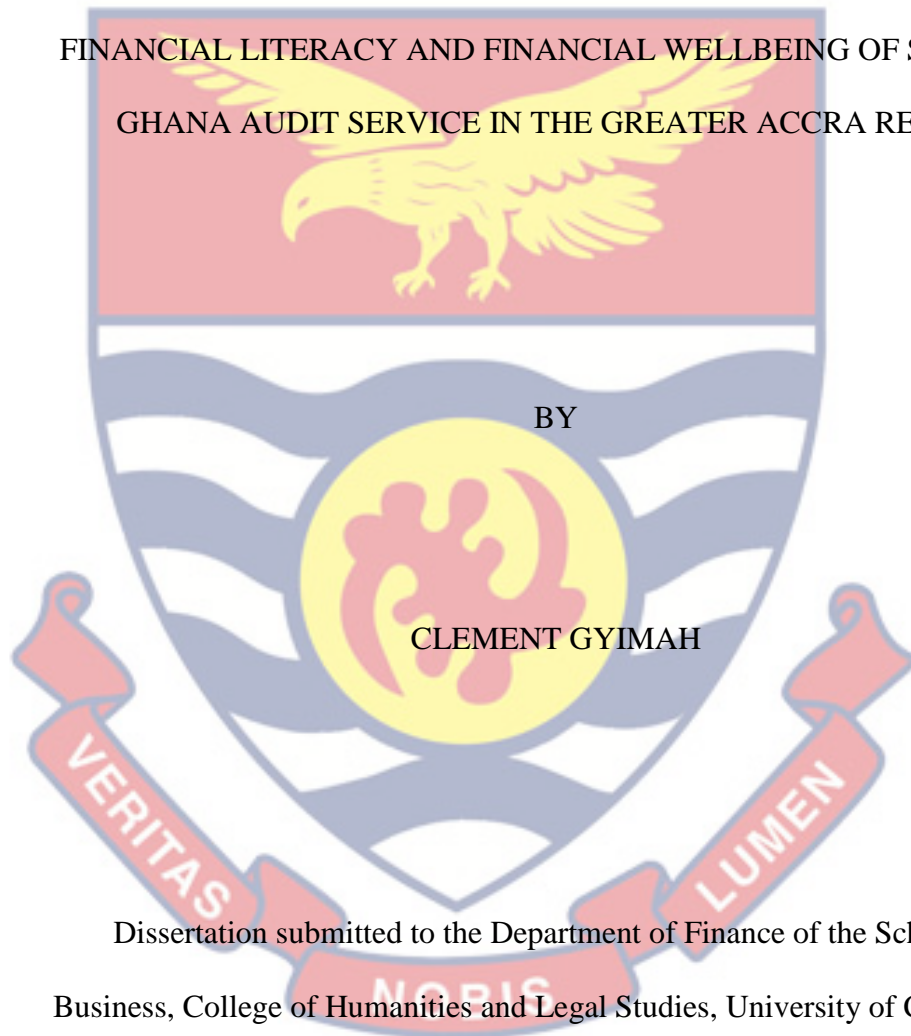 FINANCIAL LITERACY AND FINANCIAL WELLBEING OF
GHANA AUDIT SERVICE IN THE GREATER ACCRA
BY
CLEMENT GYIMAH
VERITAS
NOBIS
LUMEN
Dissertation submitted to the Department of Finance of the
Business, College of Humanities and Legal Studies, University of